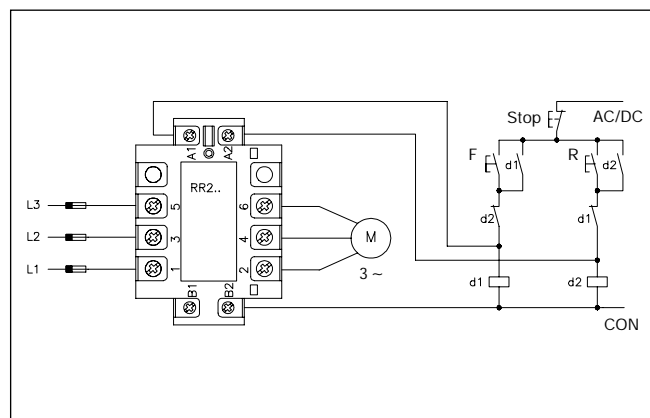 Stop
AC/DC
F
d1
R
d2
A1
A2
RR2..
L3
5
6
d2
d1
L2
3
4
M
L1
1
2
3 ~
B1
B2
d1
d2
CON